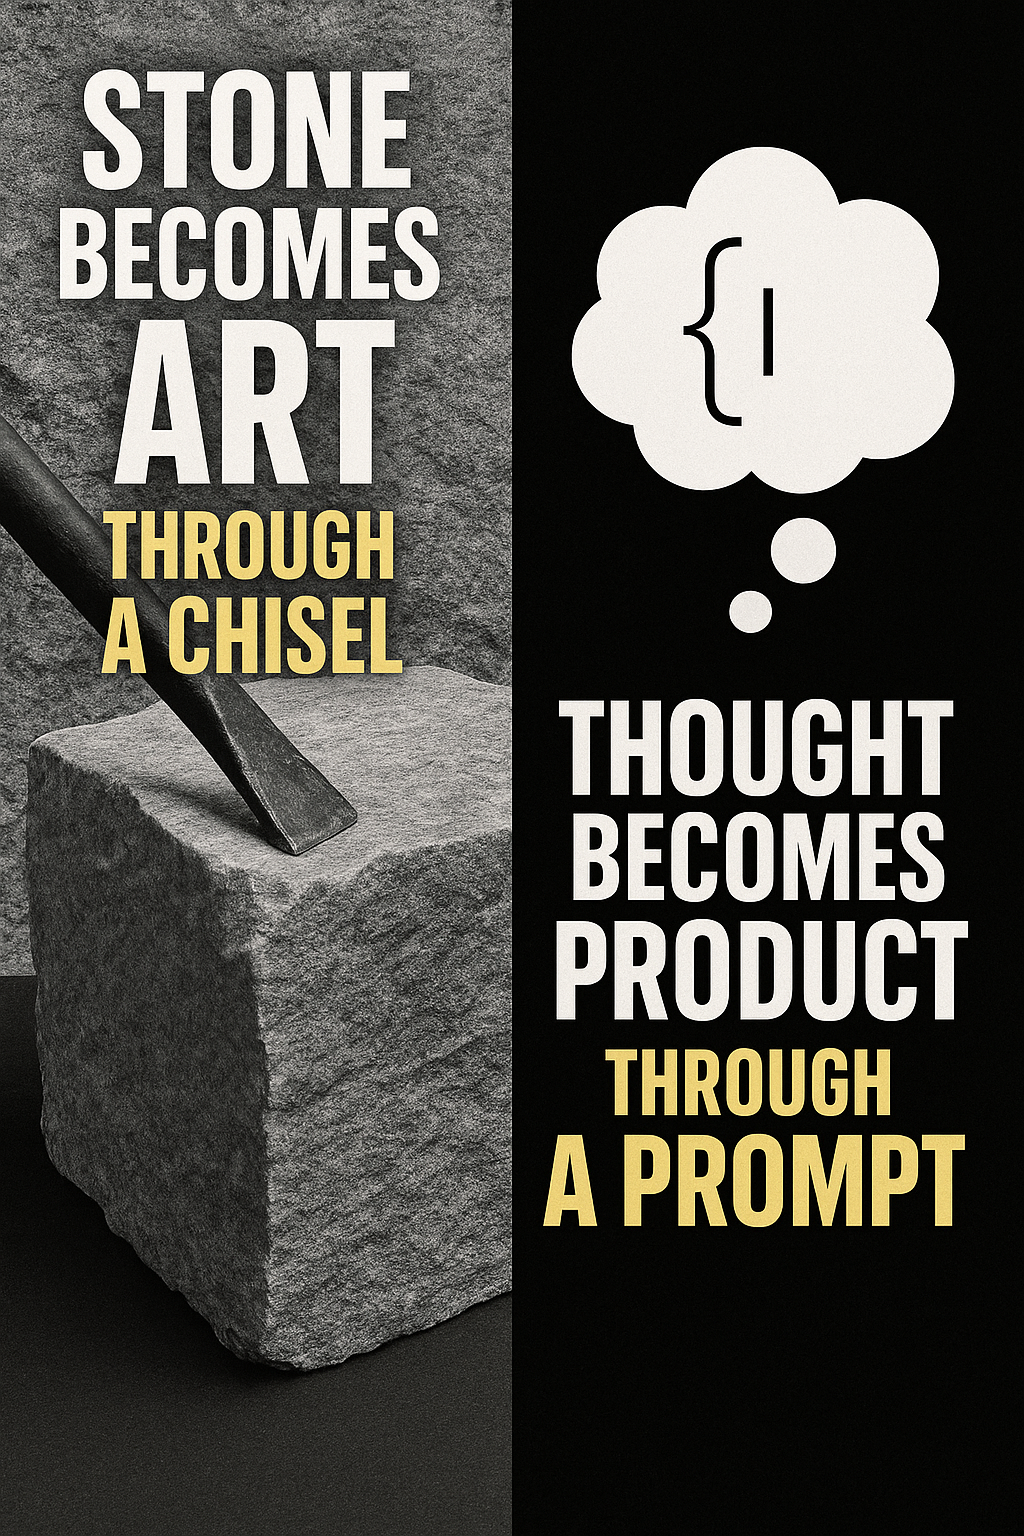 STONE
BECOMES
ART
THROUGH
A CHISEL
{|
THOUGHT
BECOMES
PRODUCT
THROUGH
A PROMPT